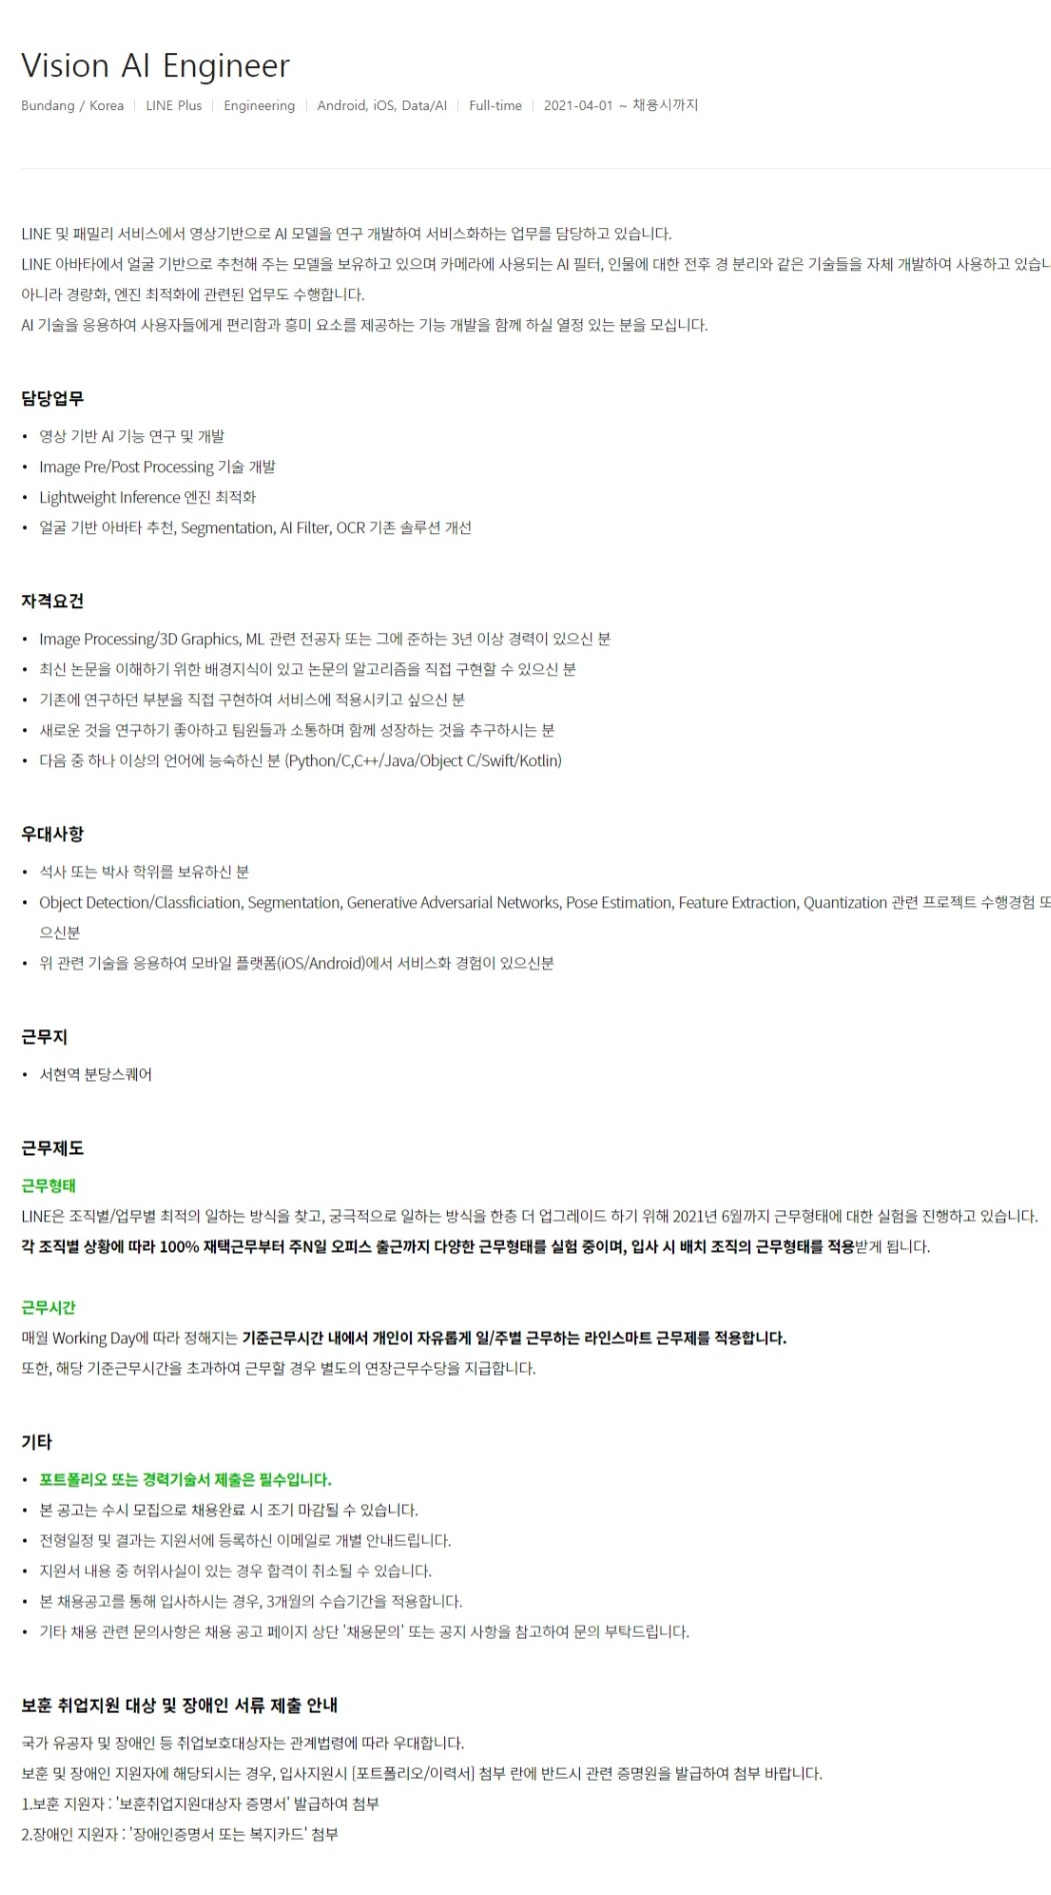 Vision AI Engineer
Bundang / Korea | LINE Plus | Engineering | Android, iOS, Data/AI | Full-time | 2021-04-01 ~ 채용시까지
LINE 및 패밀리 서비스에서 영상기반으로 AI 모델을 연구 개발하여 서비스화하는 업무를 담당하고 있습니다.
LINE 아바타에서 얼굴 기반으로 추천해 주는 모델을 보유하고 있으며 카메라에 사용되는 AI 필터, 인물에 대한 전후 경 분리와 같은 기술들을 자체 개발하여 사용하고
아니라 경량화, 엔진 최적화에 관련된 업무도 수행합니다.
AI 기술을 응용하여 사용자들에게 편리함과 흥미 요소를 제공하는 기능 개발을 함께 하실 열정 있는 분을 모십니다.
담당업무
• 영상 기반 AI 기능 연구 및 개발
• Image Pre/Post Processing 기술 개발
• Lightweight Inference 엔진 최적화
• 얼굴 기반 아바타 추천, Segmentation, AI Filter, OCR 기존 솔루션 개선
자격요건
• Image Processing/3D Graphics, ML 관련 전공자 또는 그에 준하는 3년 이상 경력이 있으신 분
• 최신 논문을 이해하기 위한 배경지식이 있고 논문의 알고리즘을 직접 구현할 수 있으신 분
• 기존에 연구하던 부분을 직접 구현하여 서비스에 적용시키고 싶으신 분
• 새로운 것을 연구하기 좋아하고 팀원들과 소통하며 함께 성장하는 것을 추구하시는 분
• 다음 중 하나 이상의 언어에 능숙하신 분 (Python/C,C++/Java/Object C/Swift/Kotlin)
우대사항
• 석사 또는 박사 학위를 보유하신 분
• Object Detection/Classficiation, Segmentation, Generative Adversarial Networks, Pose Estimation, Feature Extraction, Quantization 관련 프로젝트 수행경험
으신분
• 위 관련 기술을 응용하여 모바일 플랫폼(iOS/Android)에서 서비스화 경험이 있으신분
근무지
• 서현역 분당스퀘어
근무제도
근무형태
LINE은 조직별/업무별 최적의 일하는 방식을 찾고, 궁극적으로 일하는 방식을 한층 더 업그레이드 하기 위해 2021년 6월까지 근무형태에 대한 실험을 진행하고 있습니다.
각 조직별 상황에 따라 100% 재택근무부터 주N일 오피스 출근까지 다양한 근무형태를 실험 중이며, 입사 시 배치 조직의 근무형태를 적용받게 됩니다.
근무시간
매월 Working Day에 따라 정해지는 기준근무시간 내에서 개인이 자유롭게 일/주별 근무하는 라인스마트 근무제를 적용합니다.
또한, 해당 기준근무시간을 초과하여 근무할 경우 별도의 연장근무수당을 지급합니다.
기타
• 포트폴리오 또는 경력기술서 제출은 필수입니다.
• 본 공고는 수시 모집으로 채용완료 시 조기 마감될 수 있습니다.
• 전형일정 및 결과는 지원서에 등록하신 이메일로 개별 안내드립니다.
• 지원서 내용 중 허위사실이 있는 경우 합격이 취소될 수 있습니다.
• 본 채용공고를 통해 입사하시는 경우, 3개월의 수습기간을 적용합니다.
• 기타 채용 관련 문의사항은 채용 공고 페이지 상단 '채용문의' 또는 공지 사항을 참고하여 문의 부탁드립니다.
보훈 취업지원 대상 및 장애인 서류 제출 안내
국가 유공자 및 장애인 등 취업보호대상자는 관계법령에 따라 우대합니다.
보훈 및 장애인 지원자에 해당되시는 경우, 입사지원시 [포트폴리오/이력서] 첨부 란에 반드시 관련 증명원을 발급하여 첨부 바랍니다.
1.보훈 지원자 : '보훈취업지원대상자 증명서' 발급하여 첨부
2.장애인 지원자 : '장애인증명서 또는 복지카드' 첨부